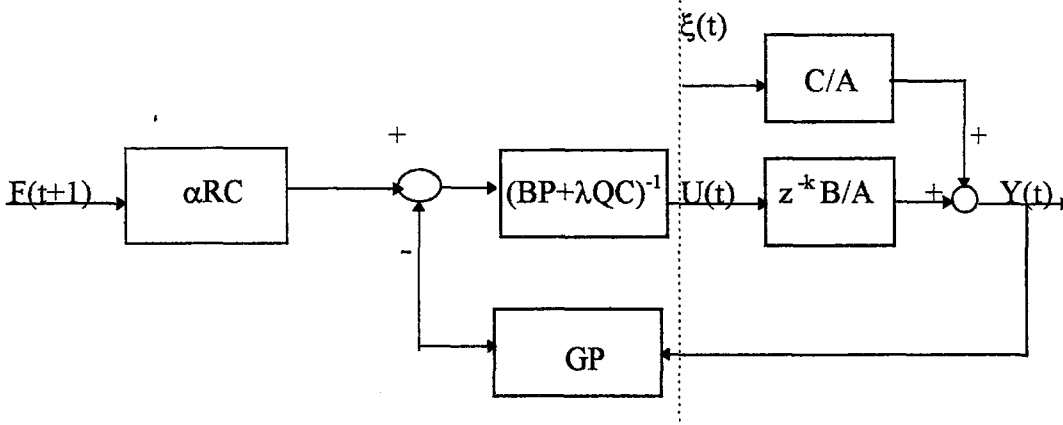 ξ(t)
C/A
+
+
F(t+1)
αRC
(BP+λQC)⁻¹
U(t)
z⁻ᵏB/A
+
Y(t)
-
GP